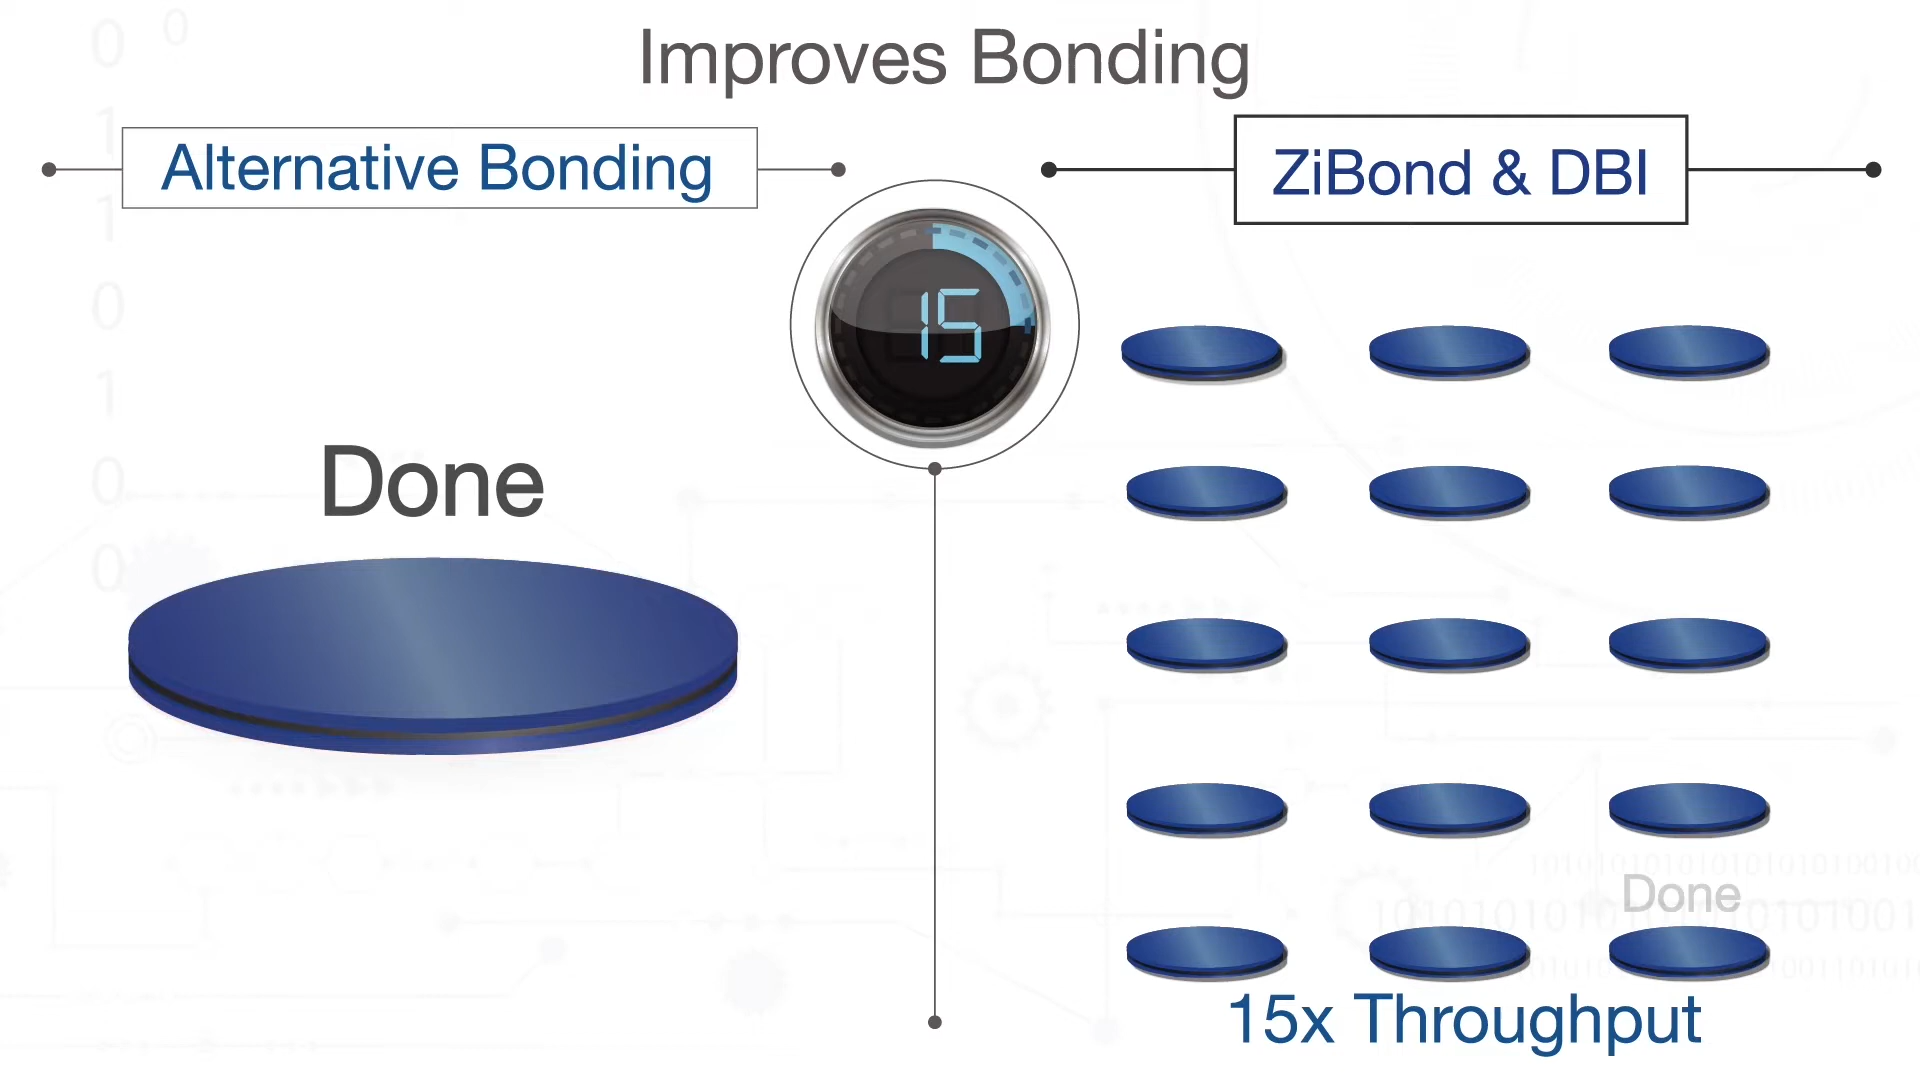 Improves Bonding
Alternative Bonding
ZiBond & DBI
15
Done
Done
15x Throughput